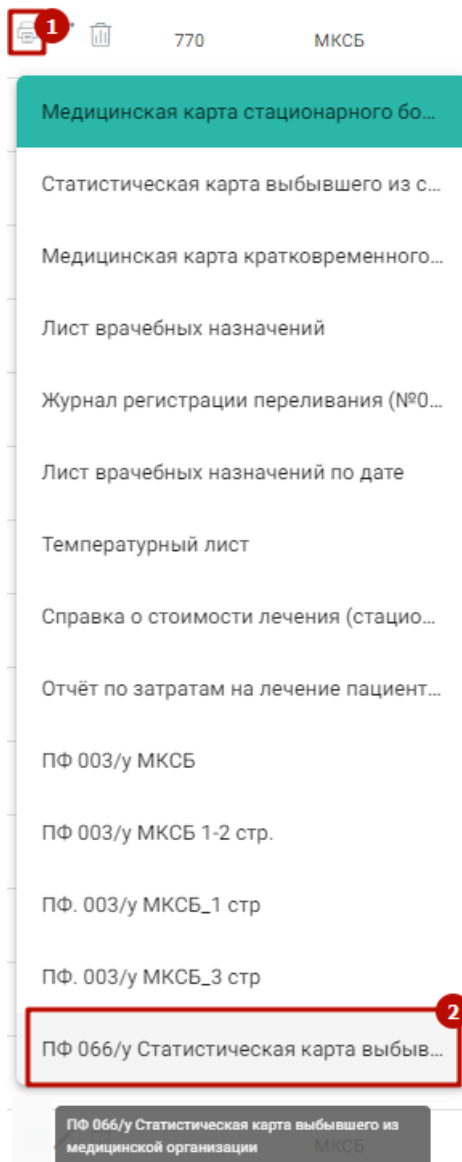 1
770 МКСБ
Медицинская карта стационарного бо...
Статистическая карта выбывшего из с...
Медицинская карта кратковременного...
Лист врачебных назначений
Журнал регистрации переливания (№0...
Лист врачебных назначений по дате
Температурный лист
Справка о стоимости лечения (стацио...
Отчёт по затратам на лечение пациент...
ПФ 003/у МКСБ
ПФ 003/у МКСБ 1-2 стр.
ПФ. 003/у МКСБ_1 стр
ПФ. 003/у МКСБ_3 стр
2
ПФ 066/у Статистическая карта выбыв...
ПФ 066/у Статистическая карта выбывшего из
медицинской организации
МКСБ